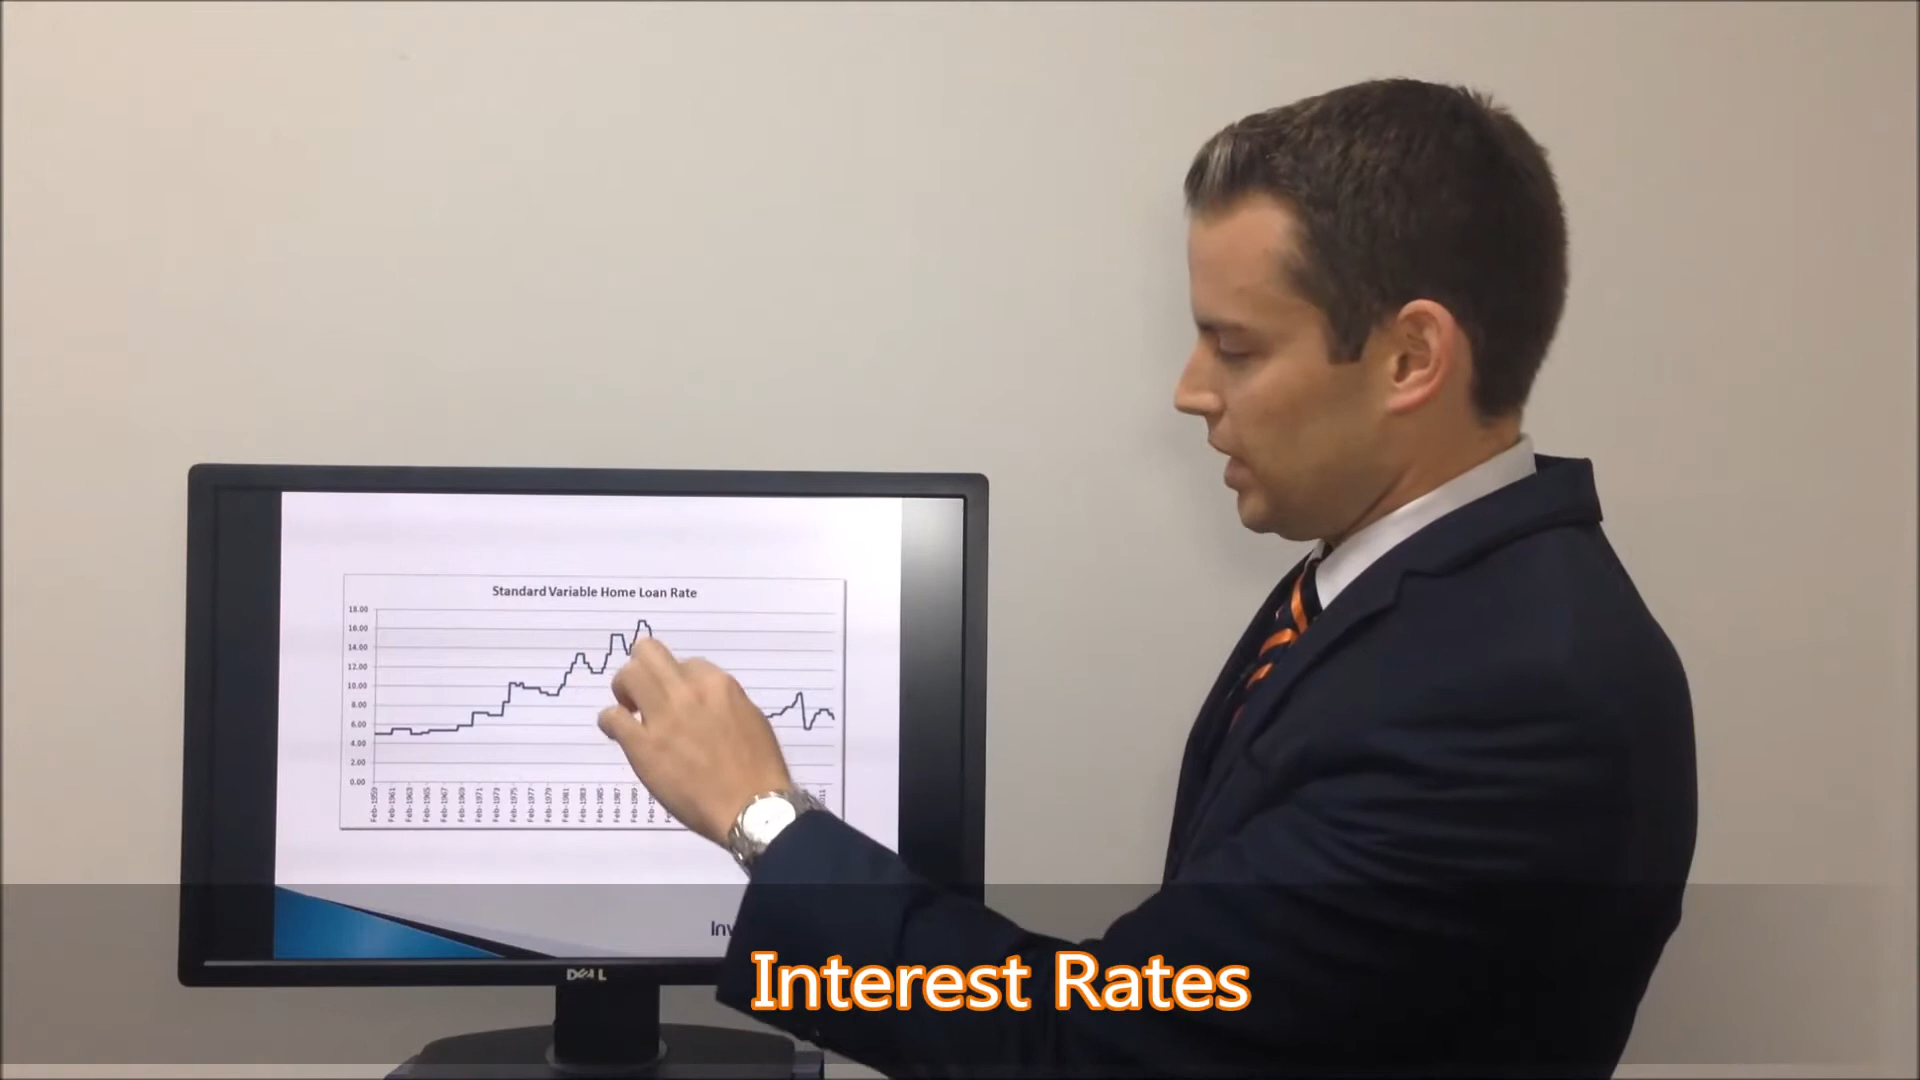 Standard Variable Home Loan Rate
18.00
16.00
14.00
12.00
10.00
8.00
6.00
4.00
2.00
0.00
Feb-1959
Feb-1961
Feb-1963
Feb-1965
Feb-1967
Feb-1969
Feb-1971
Feb-1973
Feb-1975
Feb-1977
Feb-1979
Feb-1981
Feb-1983
Feb-1985
Feb-1987
Feb-1989
DELL
Interest Rates